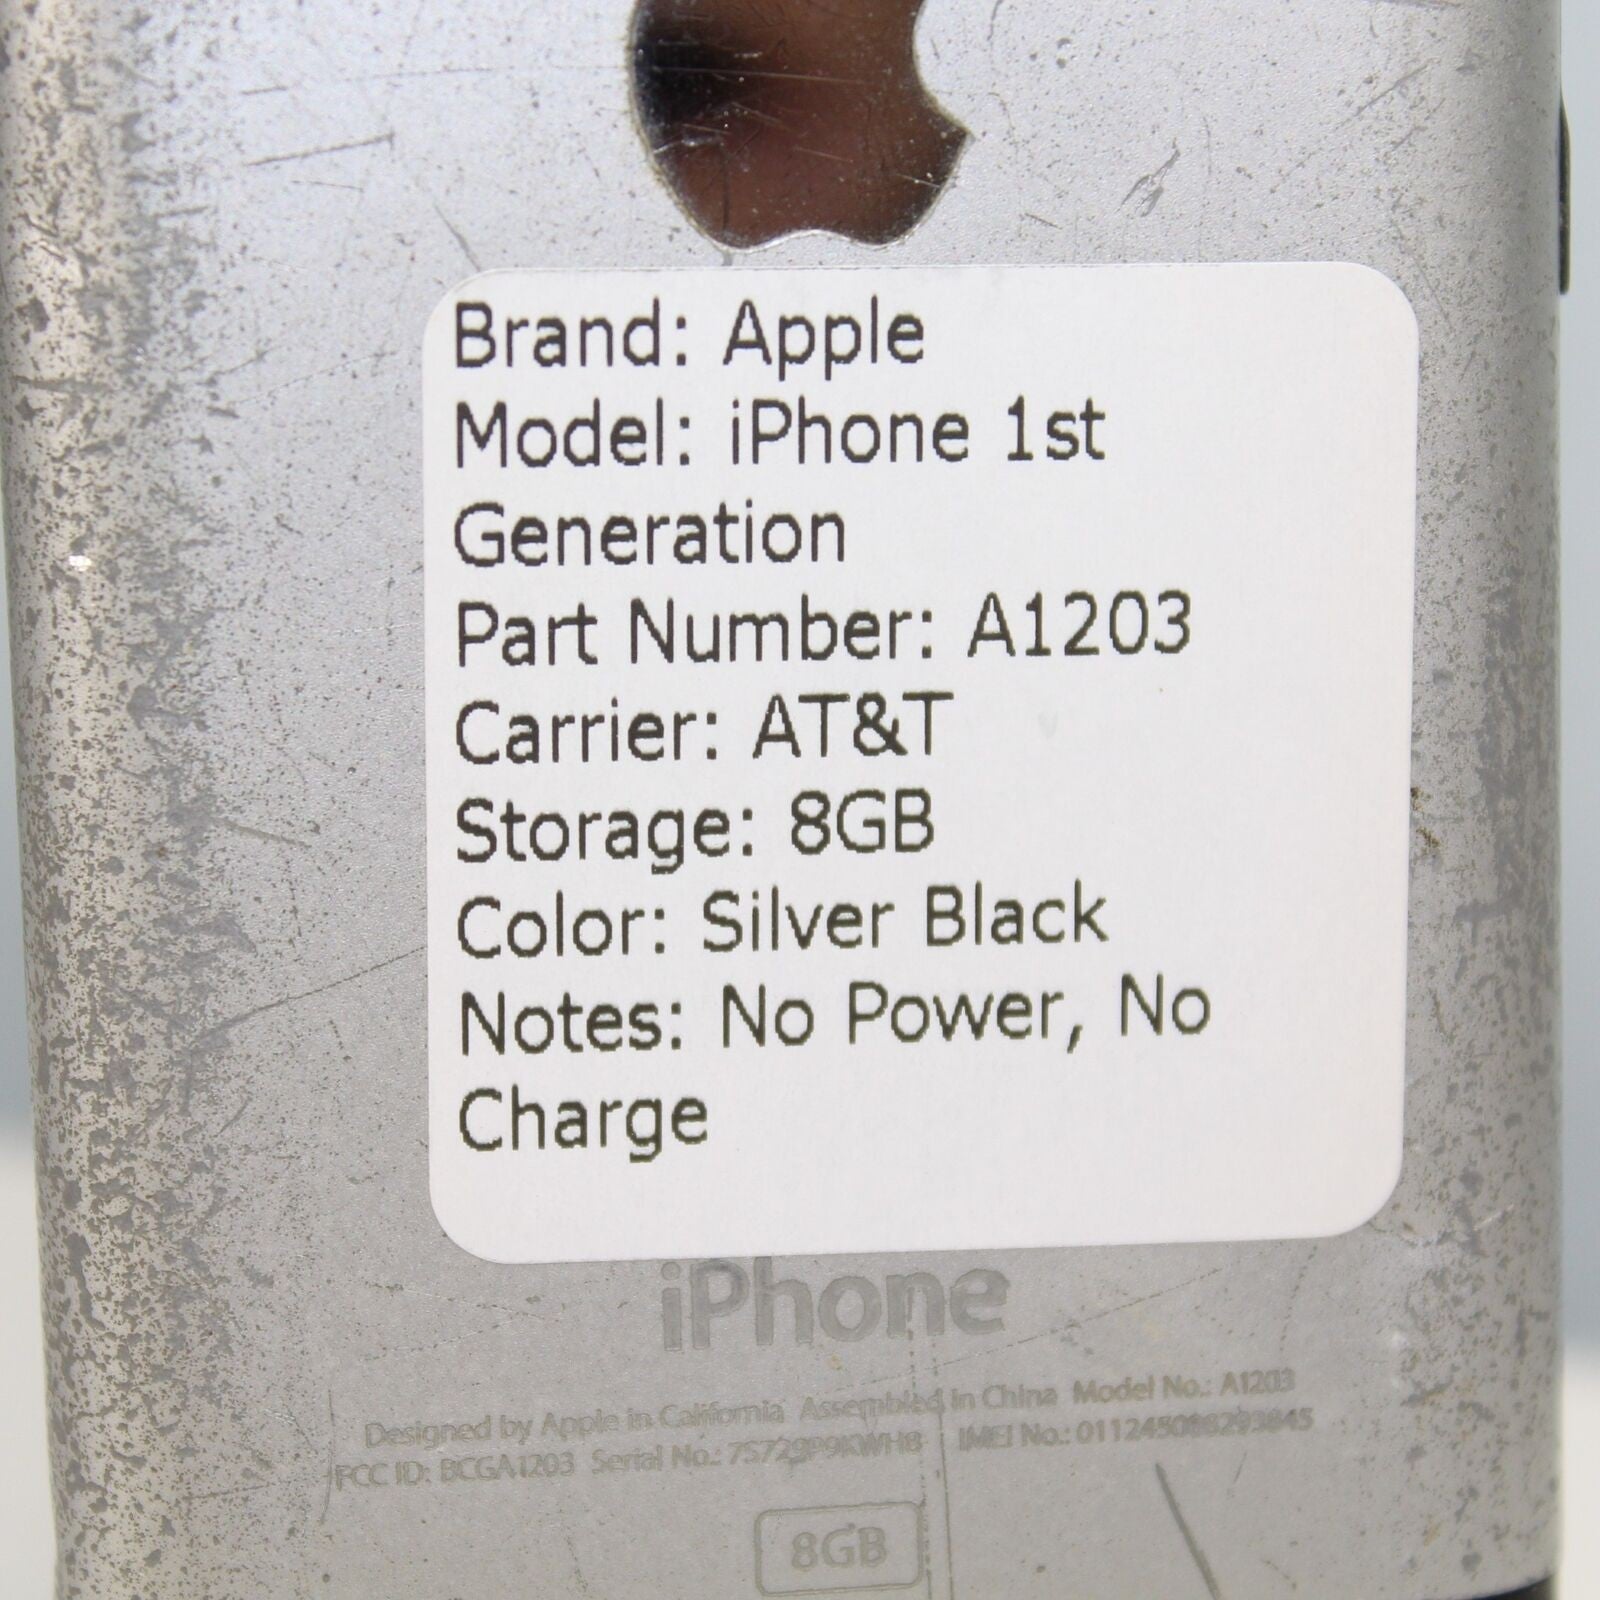 Brand: Apple
Model: iPhone 1st
Generation
Part Number: A1203
Carrier: AT&T
Storage: 8GB
Color: Silver Black
Notes: No Power, No
Charge
iPhone
Designed by Apple in California Assembled in China Model No.: A1203
FCC ID: BCGA1203 Serial No.: 7S729P9KWH8 IMEI No.:
8GB